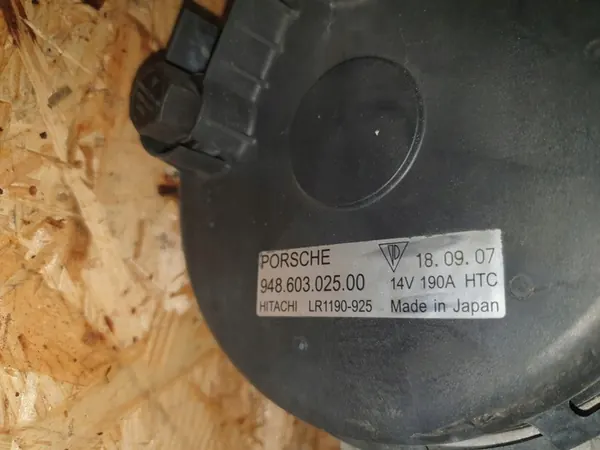 PORSCHE 18. 09. 07
948.603.025.00 14V 190A HTC
HITACHI LR1190-925 Made in Japan